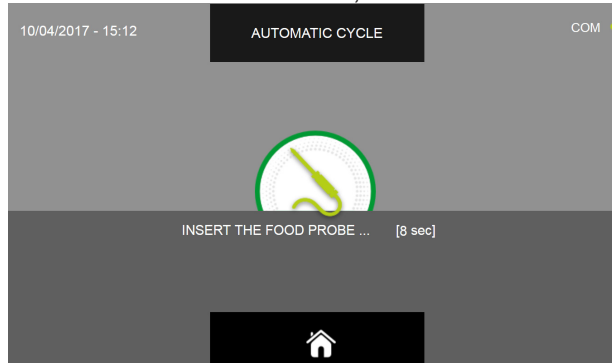 10/04/2017 - 15:12
AUTOMATIC CYCLE
COM
INSERT THE FOOD PROBE ... [8 sec]